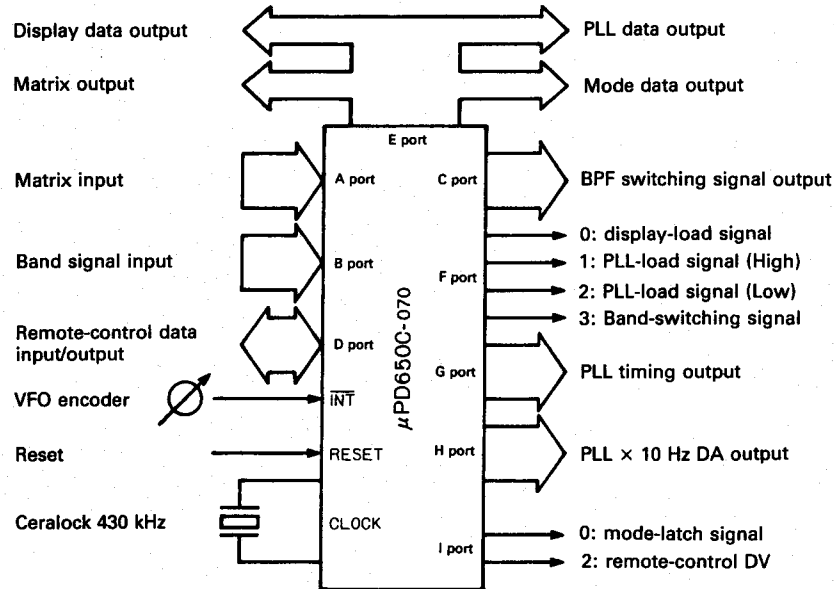 Display data output
PLL data output
Matrix output
Mode data output
E port
Matrix input
A port
C port
BPF switching signal output
0: display-load signal
Band signal input
B port
F port
1: PLL-load signal (High)
2: PLL-load signal (Low)
3: Band-switching signal
Remote-control data
input/output
D port
μPD650C-070
G port
PLL timing output
VFO encoder
INT
Reset
RESET
H port
PLL × 10 Hz DA output
Ceralock 430 kHz
CLOCK
I port
0: mode-latch signal
2: remote-control DV